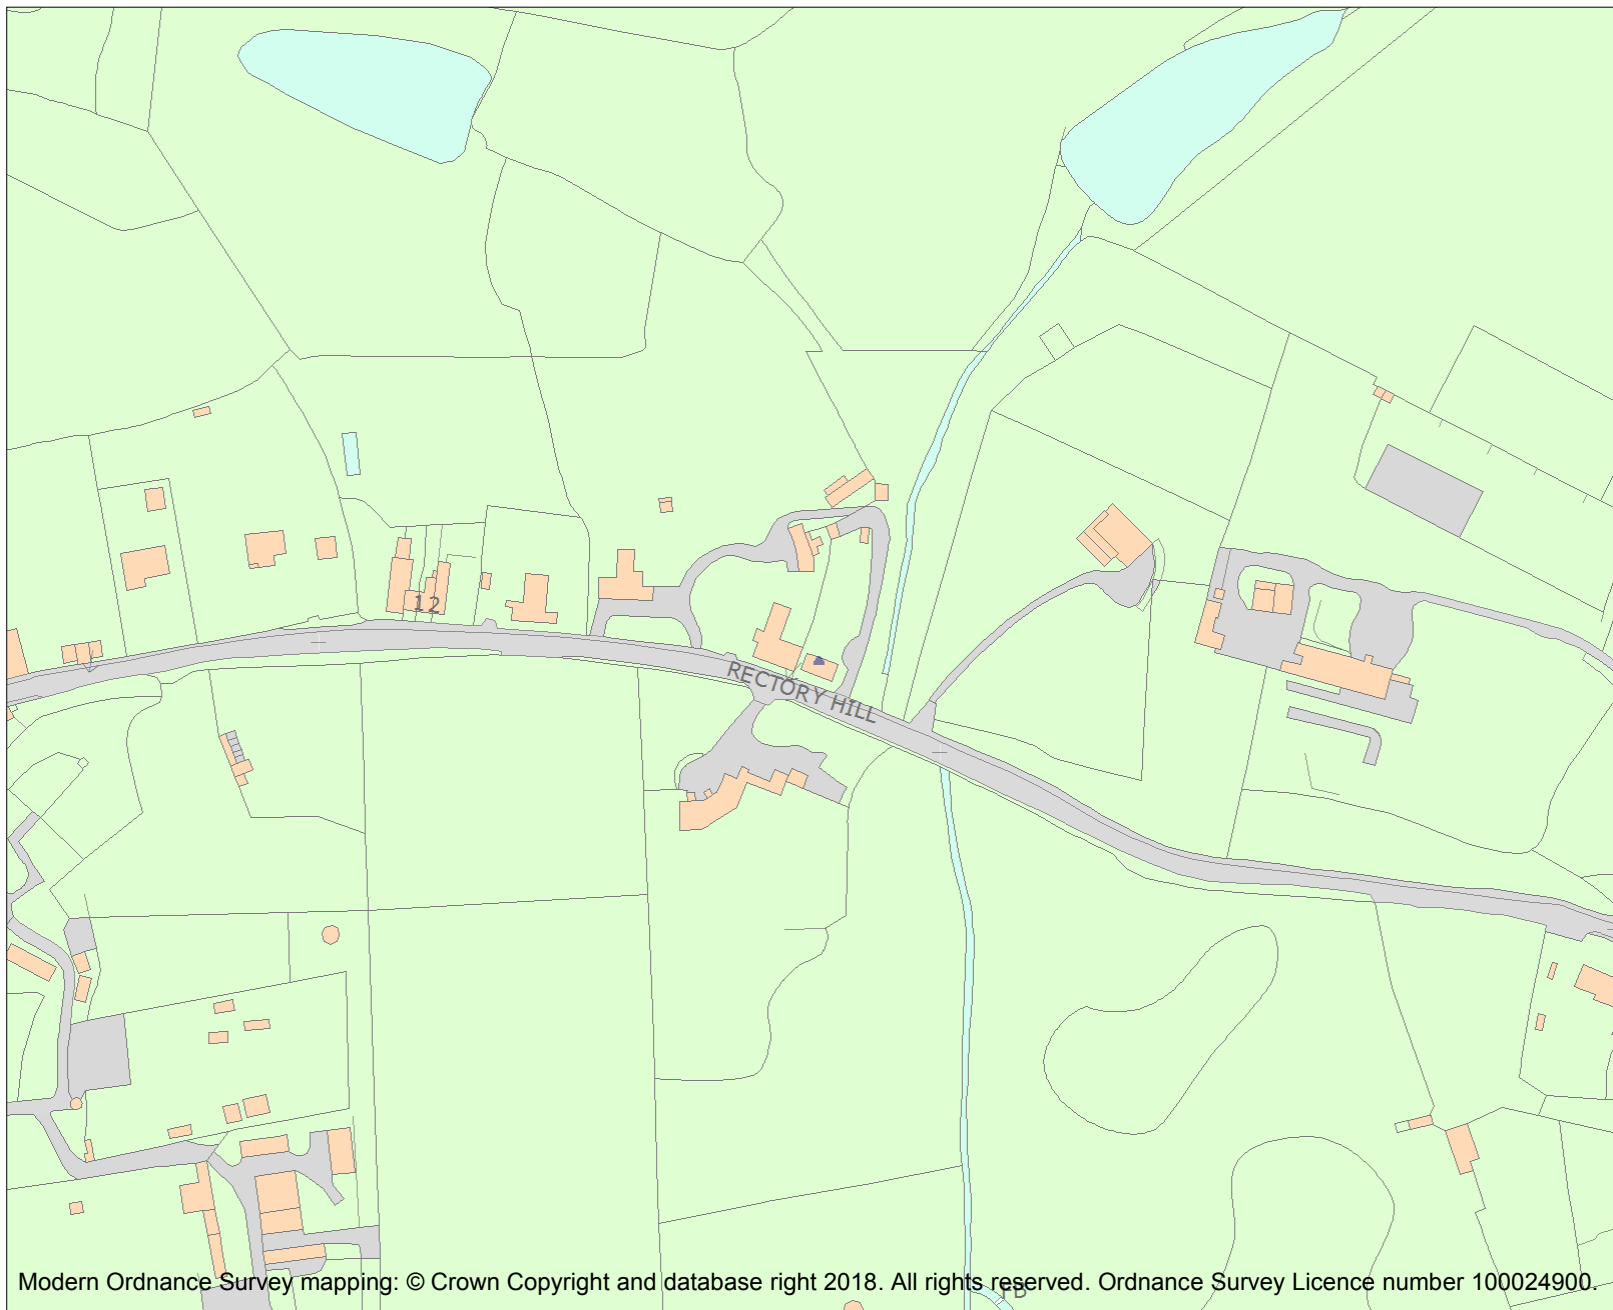 12
RECTORY HILL
FB
Modern Ordnance Survey mapping: © Crown Copyright and database right 2018. All rights reserved. Ordnance Survey Licence number 100024900.